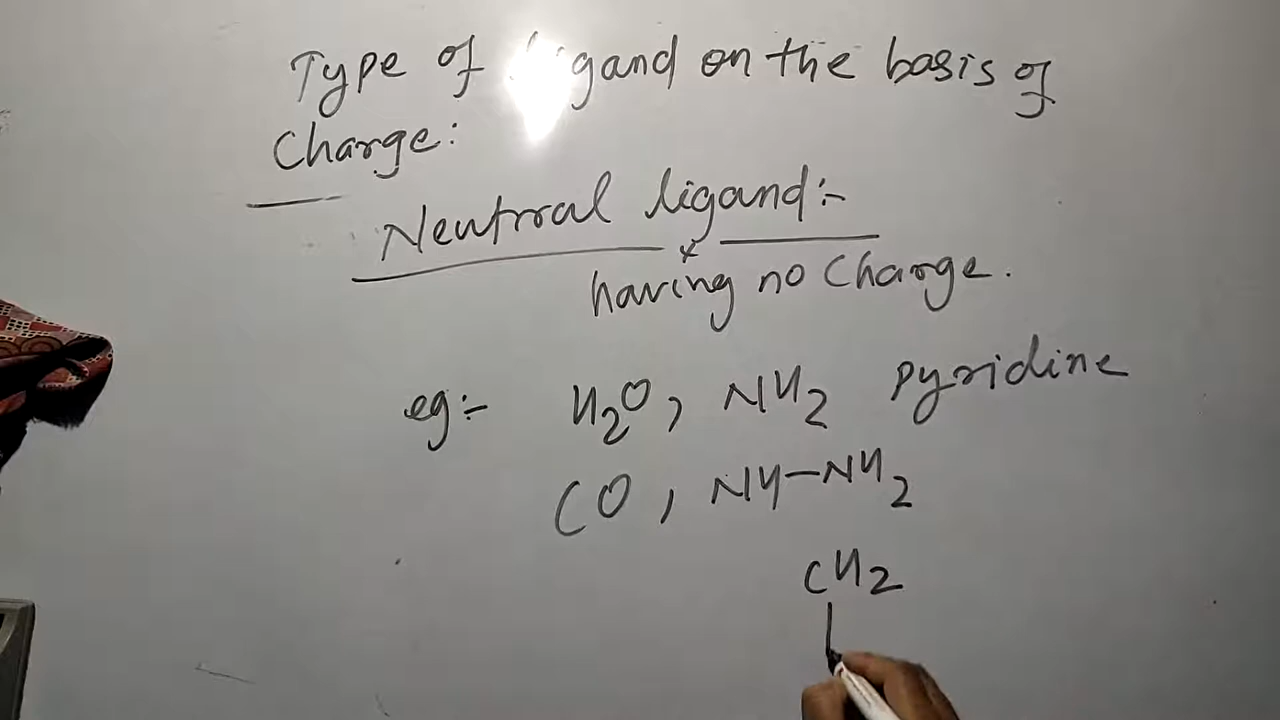 Type of ligand on the basis of
Charge:
Neutral ligand:-
having no Charge.
eg:- H2O, NH2 pyridine
CO, NH-NH2
CH2